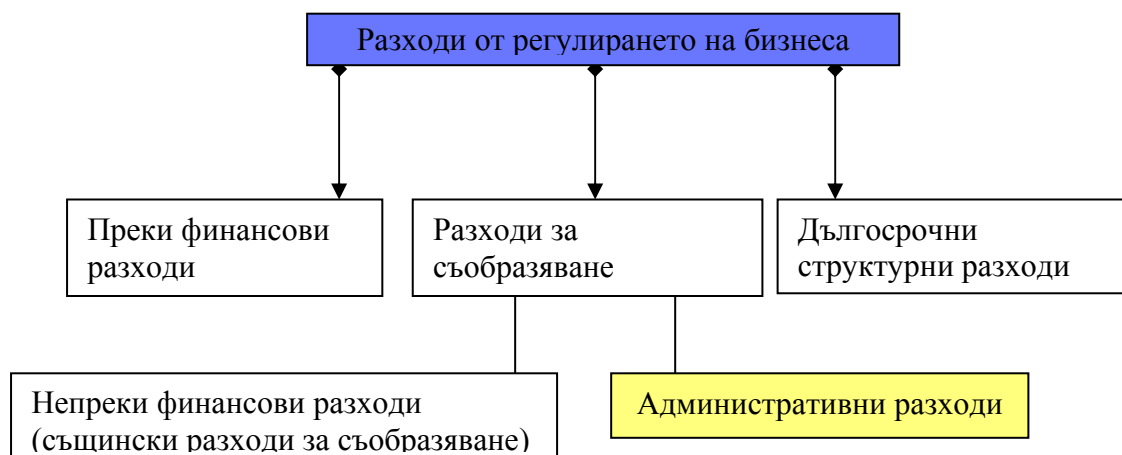 Разходи от регулирането на бизнеса
Преки финансови
разходи
Разходи за
съобразяване
Дългосрочни
структурни разходи
Непреки финансови разходи
(същински разходи за съобразяване)
Административни разходи